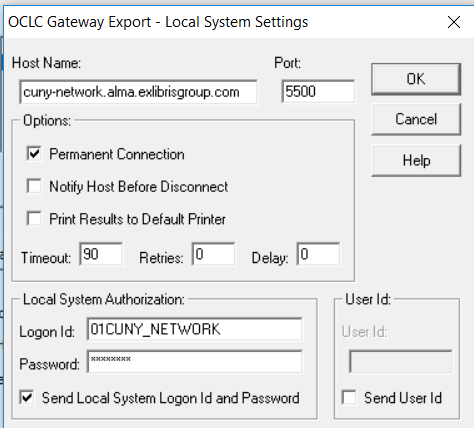 OCLC Gateway Export - Local System Settings
Host Name:
Port:
cuny-network.alma.exlibrisgroup.com
5500
OK
Options:
Cancel
Permanent Connection
Help
Notify Host Before Disconnect
Print Results to Default Printer
Timeout: 90 Retries: 0 Delay: 0
Local System Authorization:
Logon Id: 01CUNY_NETWORK
Password: ********
Send Local System Logon Id and Password
User Id:
User Id:
Send User Id